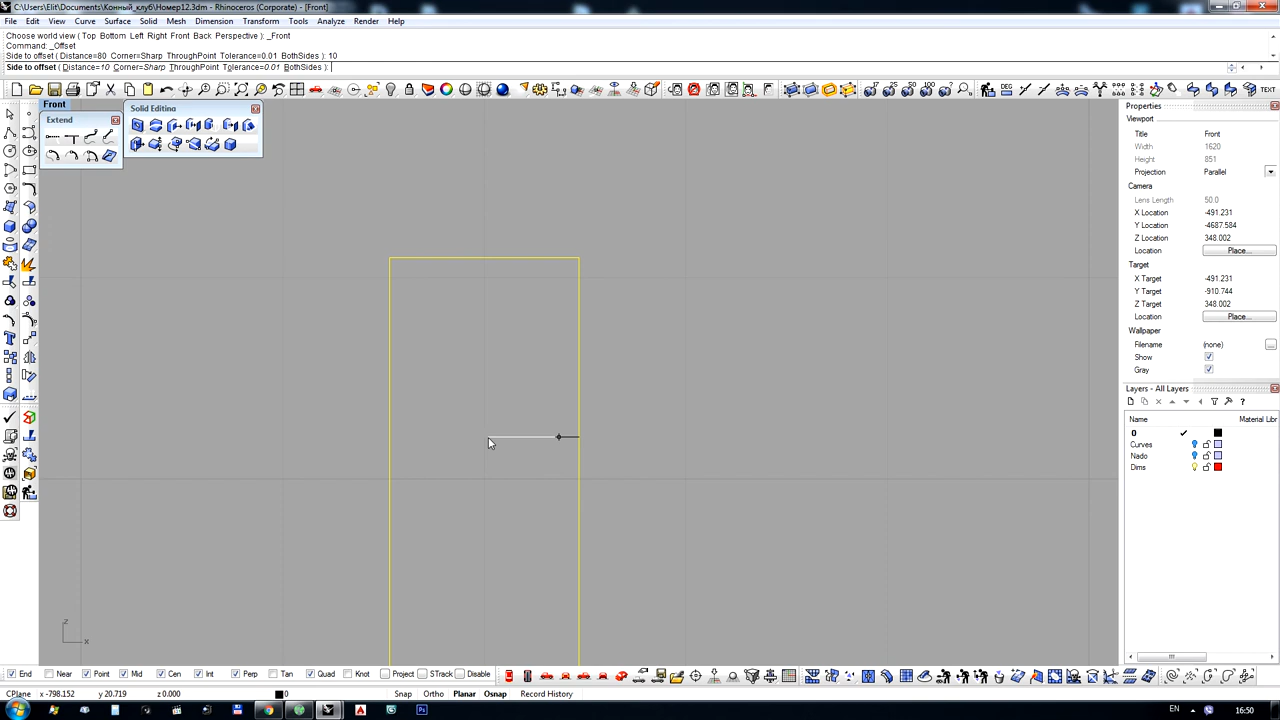 C:\Users\Elit\Documents\Конный_клуб\Номер12.3dm - Rhinoceros (Corporate) - [Front]
File Edit View Curve Surface Solid Mesh Dimension Transform Tools Analyze Render Help
Choose world view ( Top Bottom Left Right Front Back Perspective ): _Front
Command: _Offset
Side to offset ( Distance=80 Corner=Sharp ThroughPoint Tolerance=0.01 BothSides ): 10
Side to offset ( Distance=10 Corner=Sharp ThroughPoint Tolerance=0.01 BothSides ):
TEXT
Front
Extend
Solid Editing
Properties
Viewport
Title Front
Width 1620
Height 851
Projection Parallel
Camera
Lens Length 50.0
X Location -491.231
Y Location -4687.584
Z Location 348.002
Location Place...
Target
X Target -491.231
Y Target -910.744
Z Target 348.002
Location Place...
Wallpaper
Filename (none)
Show
Gray
Layers - All Layers
Name Material Libr
0
Curves
Nado
Dims
z
x
End Near Point Mid Cen Int Perp Tan Quad Knot Project STrack Disable
CPlane x -798.152 y 20.719 z 0.000 0 Snap Ortho Planar Osnap Record History
EN 16:50